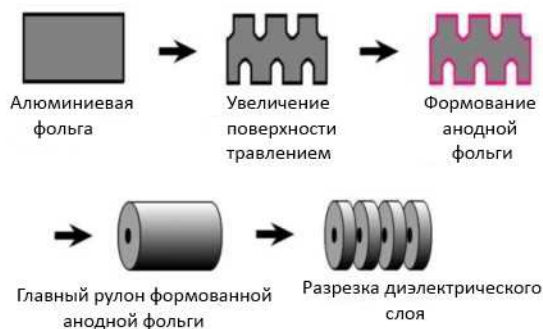 Алюминиевая
фольга
Увеличение
поверхности
травлением
Формование
анодной
фольги
Главный рулон формованной
анодной фольги
Разрезка диэлектрического
слоя